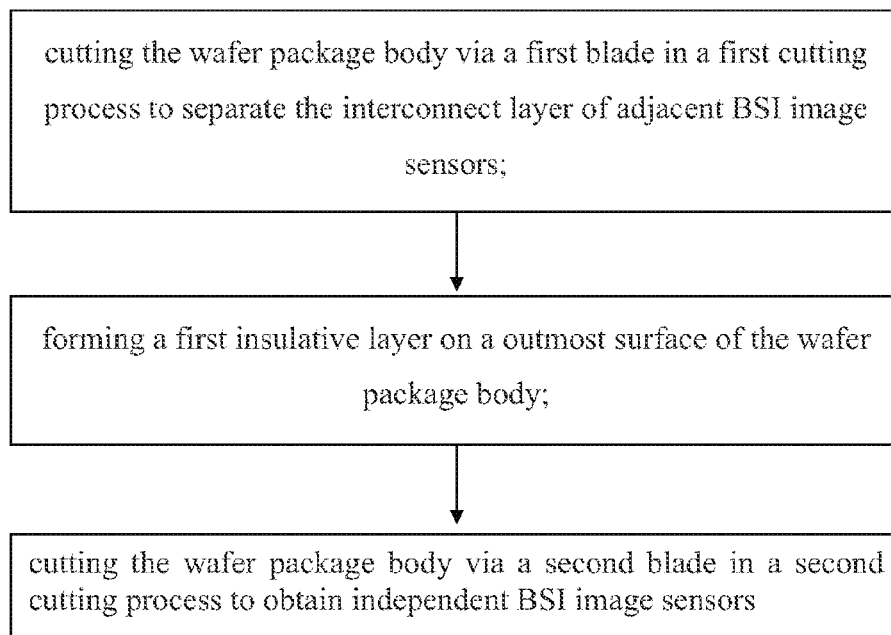 cutting the wafer package body via a first blade in a first cutting
process to separate the interconnect layer of adjacent BSI image
sensors;
forming a first insulative layer on a outmost surface of the wafer
package body;
cutting the wafer package body via a second blade in a second
cutting process to obtain independent BSI image sensors